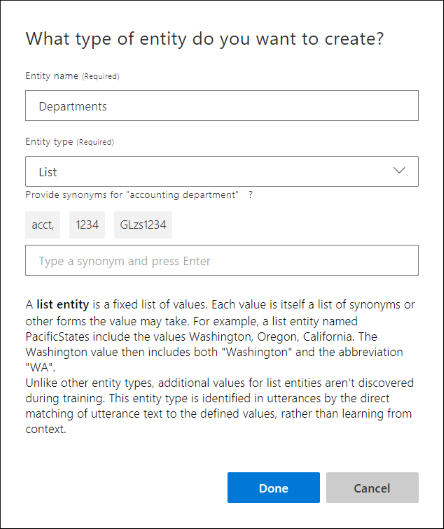 What type of entity do you want to create?
Entity name (Required)
Departments
Entity type (Required)
List
Provide synonyms for "accounting department" ?
acct, 1234 GLzs1234
Type a synonym and press Enter
A list entity is a fixed list of values. Each value is itself a list of synonyms or
other forms the value may take. For example, a list entity named
PacificStates include the values Washington, Oregon, California. The
Washington value then includes both "Washington" and the abbreviation
"WA".
Unlike other entity types, additional values for list entities aren't discovered
during training. This entity type is identified in utterances by the direct
matching of utterance text to the defined values, rather than learning from
context.
Done Cancel